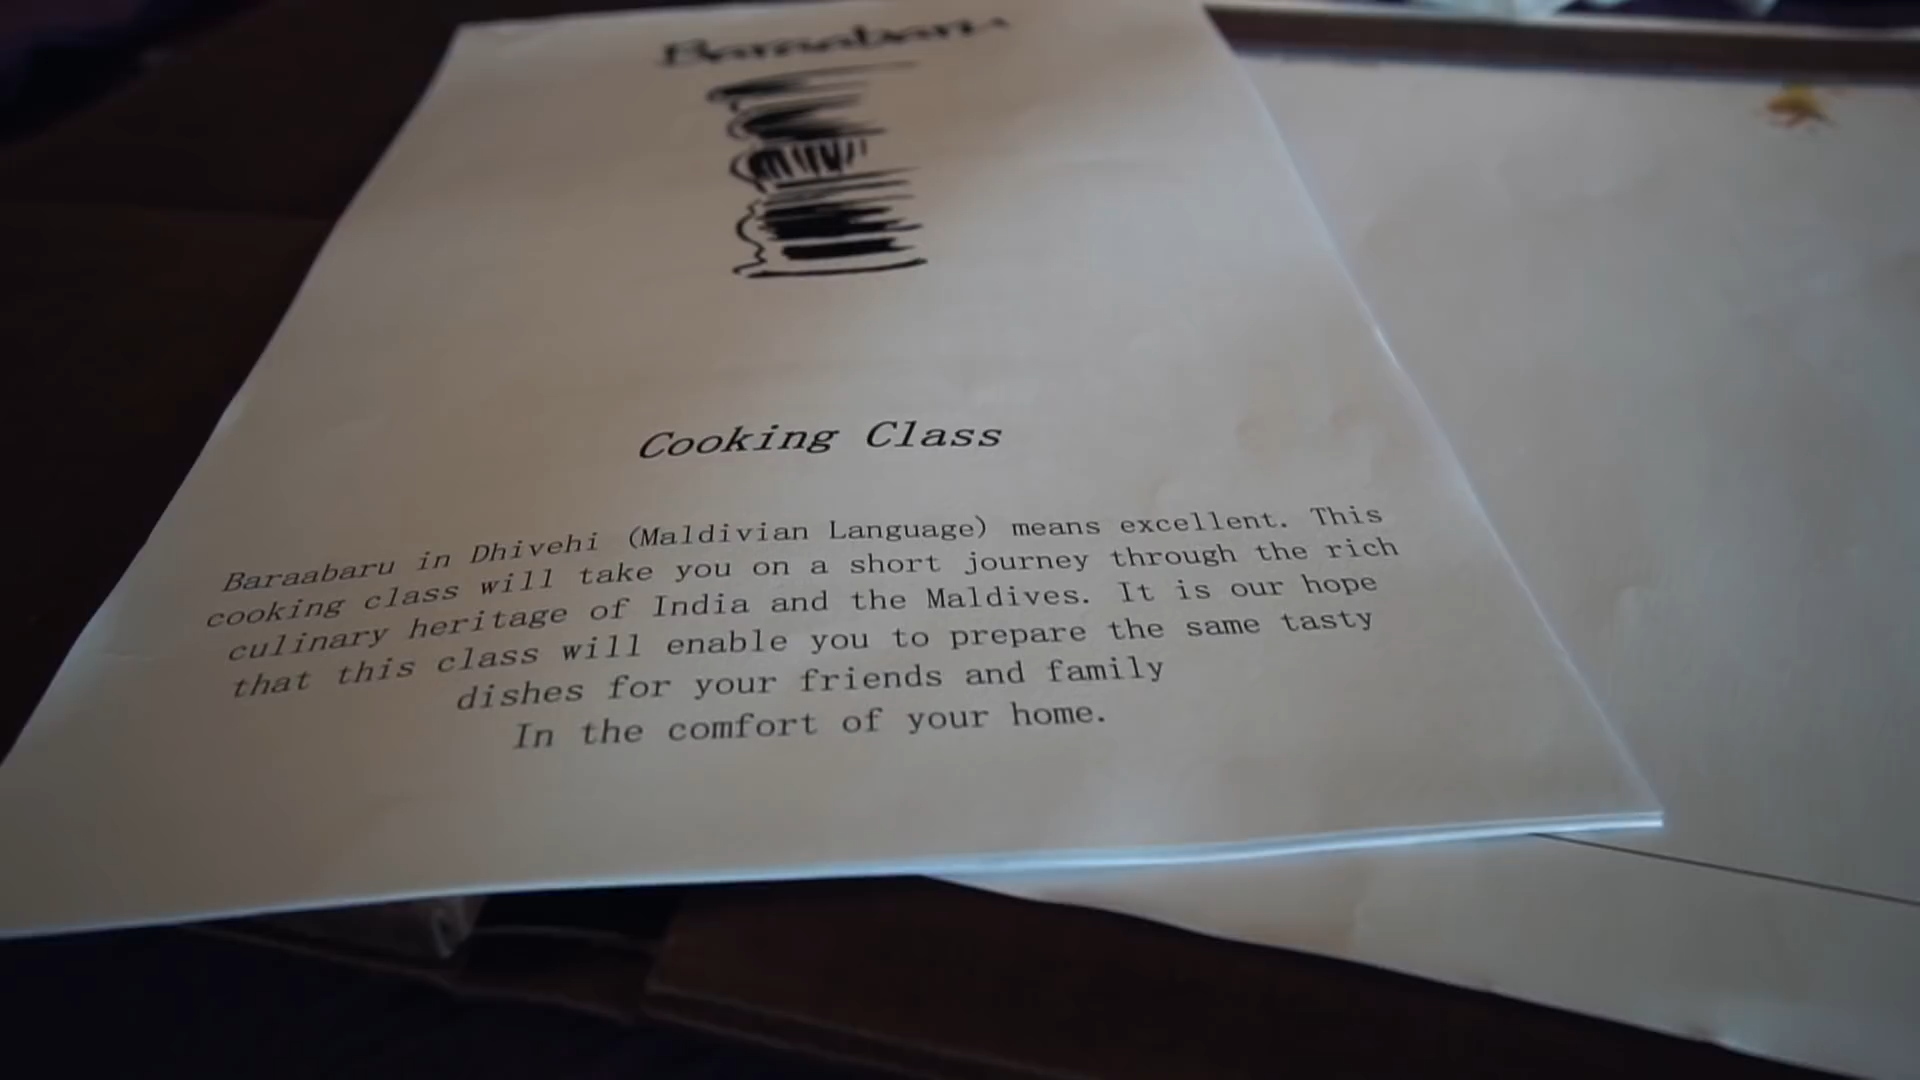 Baraabaru
Cooking Class
Baraabaru in Dhivehi (Maldivian Language) means excellent. This
cooking class will take you on a short journey through the rich
culinary heritage of India and the Maldives. It is our hope
that this class will enable you to prepare the same tasty
dishes for your friends and family
In the comfort of your home.